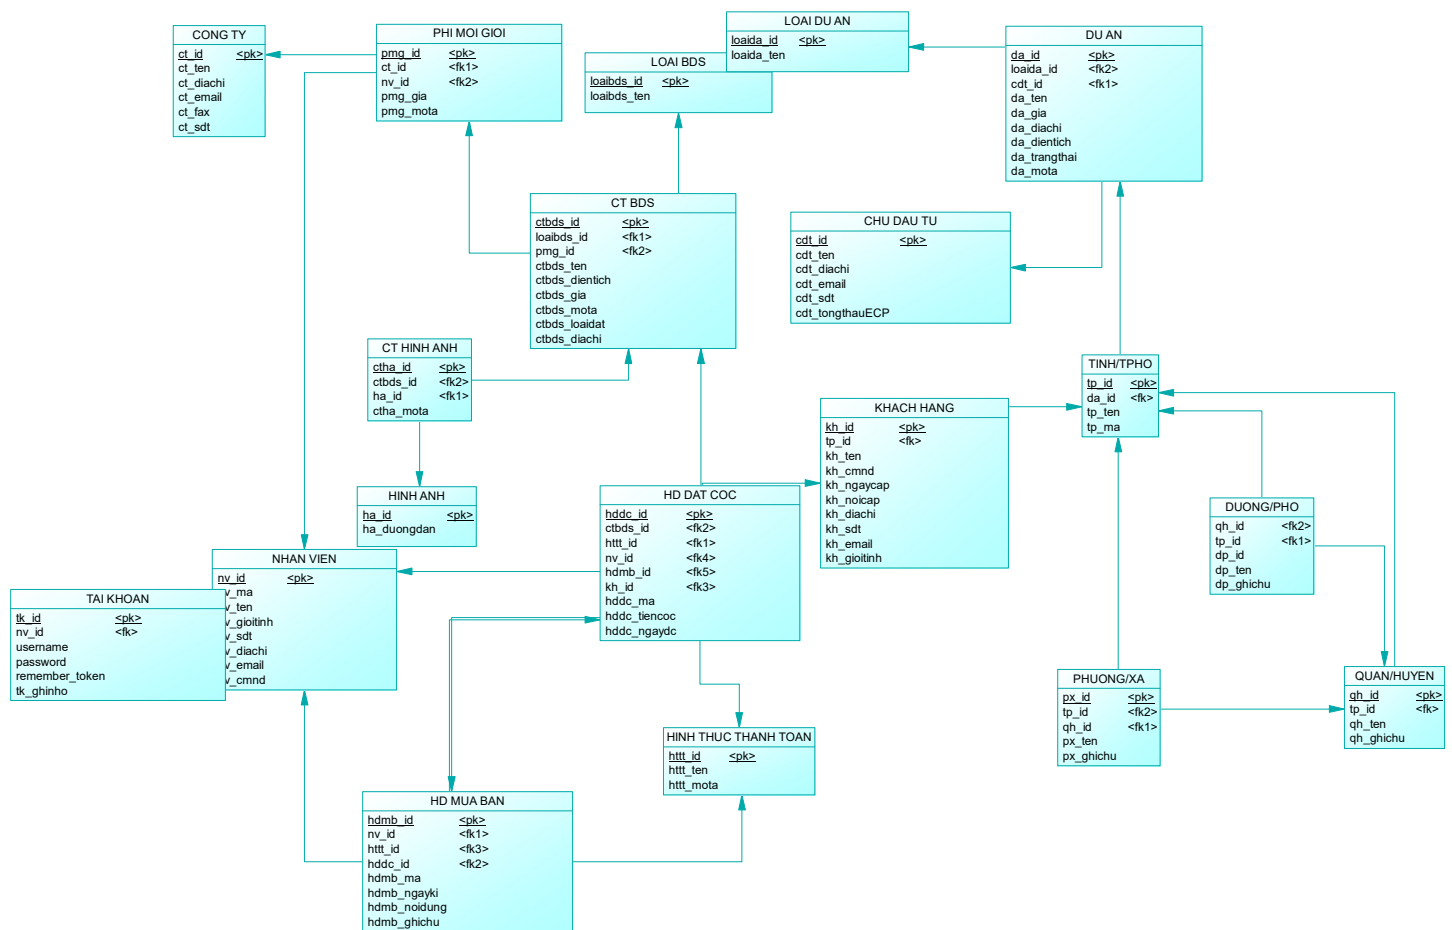 CONG TY
ct_id <pk>
ct_ten
ct_diachi
ct_email
ct_fax
ct_sdt
PHI MOI GIOI
pmg_id <pk>
ct_id <fk1>
nv_id <fk2>
pmg_gia
pmg_mota
LOAI BDS
loaibds_id <pk>
loaibds_ten
LOAI DU AN
loaida_id <pk>
loaida_ten
DU AN
da_id <pk>
loaida_id <fk2>
cdt_id <fk1>
da_ten
da_gia
da_diachi
da_dientich
da_trangthai
da_mota
CT BDS
ctbds_id <pk>
loaibds_id <fk1>
pmg_id <fk2>
ctbds_ten
ctbds_dientich
ctbds_gia
ctbds_mota
ctbds_loaidat
ctbds_diachi
CHU DAU TU
cdt_id <pk>
cdt_ten
cdt_diachi
cdt_email
cdt_sdt
cdt_tongthauECP
CT HINH ANH
ctha_id <pk>
ctbds_id <fk2>
ha_id <fk1>
ctha_mota
TINH/TPHO
tp_id <pk>
da_id <fk>
tp_ten
tp_ma
KHACH HANG
kh_id <pk>
tp_id <fk>
kh_ten
kh_cmnd
kh_ngaycap
kh_noicap
kh_diachi
kh_sdt
kh_email
kh_gioitinh
HINH ANH
ha_id <pk>
ha_duongdan
HD DAT COC
hddc_id <pk>
ctbds_id <fk2>
httt_id <fk1>
nv_id <fk4>
hdmb_id <fk5>
kh_id <fk3>
hddc_ma
hddc_tiencoc
hddc_ngaydc
DUONG/PHO
qh_id <fk2>
tp_id <fk1>
dp_id
dp_ten
dp_ghichu
NHAN VIEN
nv_id <pk>
v_ma
v_ten
v_gioitinh
v_sdt
v_diachi
v_email
v_cmnd
TAI KHOAN
tk_id <pk>
nv_id <fk>
username
password
remember_token
tk_ghinho
PHUONG/XA
px_id <pk>
tp_id <fk2>
qh_id <fk1>
px_ten
px_ghichu
QUAN/HUYEN
qh_id <pk>
tp_id <fk>
qh_ten
qh_ghichu
HINH THUC THANH TOAN
httt_id <pk>
httt_ten
httt_mota
HD MUA BAN
hdmb_id <pk>
nv_id <fk1>
httt_id <fk3>
hddc_id <fk2>
hdmb_ma
hdmb_ngayki
hdmb_noidung
hdmb_ghichu